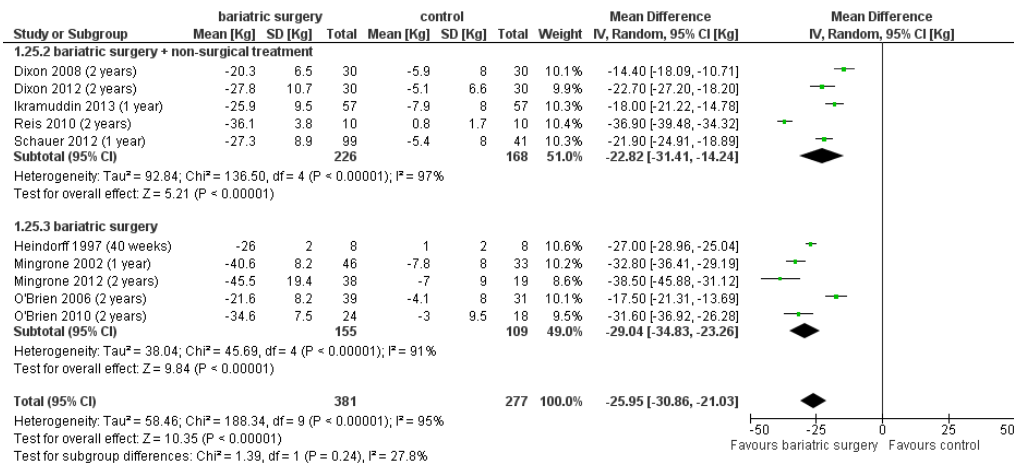 bariatric surgery control Mean Difference Mean Difference
Study or Subgroup Mean [Kg] SD [Kg] Total Mean [Kg] SD [Kg] Total Weight IV, Random, 95% CI [Kg] IV, Random, 95% CI [Kg]
1.25.2 bariatric surgery + non-surgical treatment
Dixon 2008 (2 years) -20.3 6.5 30 -5.9 8 30 10.1% -14.40 [-18.09, -10.71]
Dixon 2012 (2 years) -27.8 10.7 30 -5.1 6.6 30 9.9% -22.70 [-27.20, -18.20]
Ikramuddin 2013 (1 year) -25.9 9.5 57 -7.9 8 57 10.3% -18.00 [-21.22, -14.78]
Reis 2010 (2 years) -36.1 3.8 10 0.8 1.7 10 10.4% -36.90 [-39.48, -34.32]
Schauer 2012 (1 year) -27.3 8.9 99 -5.4 8 41 10.3% -21.90 [-24.91, -18.89]
Subtotal (95% CI) 226 168 51.0% -22.82 [-31.41, -14.24]
Heterogeneity: Tau² = 92.84; Chi² = 136.50, df = 4 (P < 0.00001); I² = 97%
Test for overall effect: Z = 5.21 (P < 0.00001)
1.25.3 bariatric surgery
Heindorff 1997 (40 weeks) -26 2 8 1 2 8 10.6% -27.00 [-28.96, -25.04]
Mingrone 2002 (1 year) -40.6 8.2 46 -7.8 8 33 10.2% -32.80 [-36.41, -29.19]
Mingrone 2012 (2 years) -45.5 19.4 38 -7 9 19 8.6% -38.50 [-45.88, -31.12]
O'Brien 2006 (2 years) -21.6 8.2 39 -4.1 8 31 10.1% -17.50 [-21.31, -13.69]
O'Brien 2010 (2 years) -34.6 7.5 24 -3 9.5 18 9.5% -31.60 [-36.92, -26.28]
Subtotal (95% CI) 155 109 49.0% -29.04 [-34.83, -23.26]
Heterogeneity: Tau² = 38.04; Chi² = 45.69, df = 4 (P < 0.00001); I² = 91%
Test for overall effect: Z = 9.84 (P < 0.00001)
Total (95% CI) 381 277 100.0% -25.95 [-30.86, -21.03]
Heterogeneity: Tau² = 58.46; Chi² = 188.34, df = 9 (P < 0.00001); I² = 95%
Test for overall effect: Z = 10.35 (P < 0.00001)
Test for subgroup differences: Chi² = 1.39, df = 1 (P = 0.24), I² = 27.8%
-50 -25 0 25 50
Favours bariatric surgery Favours control